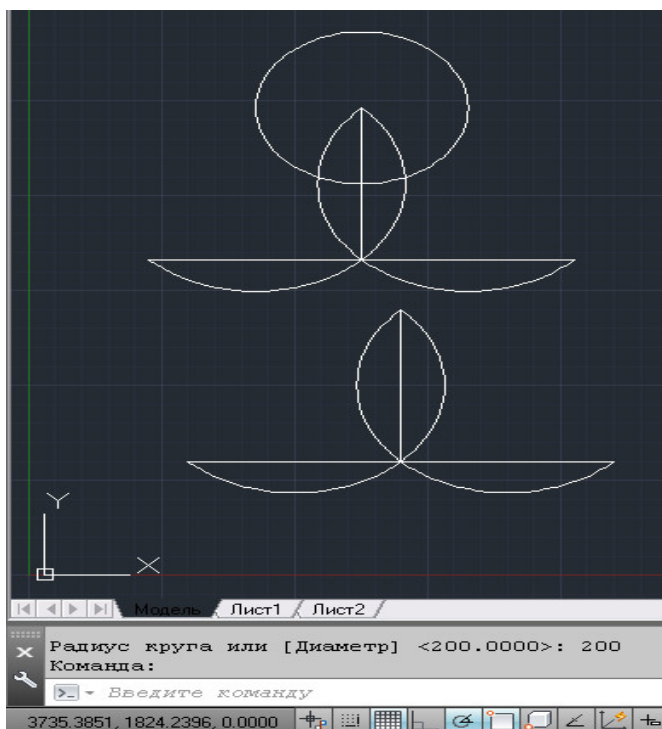 Y
X
Модель Лист1 Лист2
Радиус круга или [Диаметр] <200.0000>: 200
Команда:
Введите команду
3735.3851, 1824.2396, 0.0000